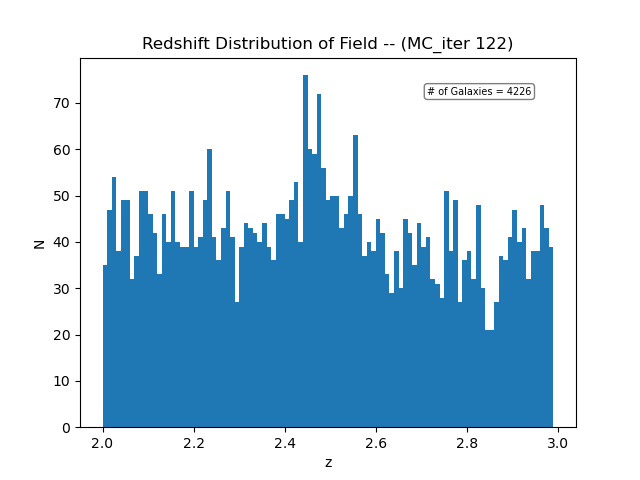 Redshift Distribution of Field -- (MC_iter 122)
# of Galaxies = 4226
70
60
50
40
30
20
10
0
N
2.0 2.2 2.4 2.6 2.8 3.0
z